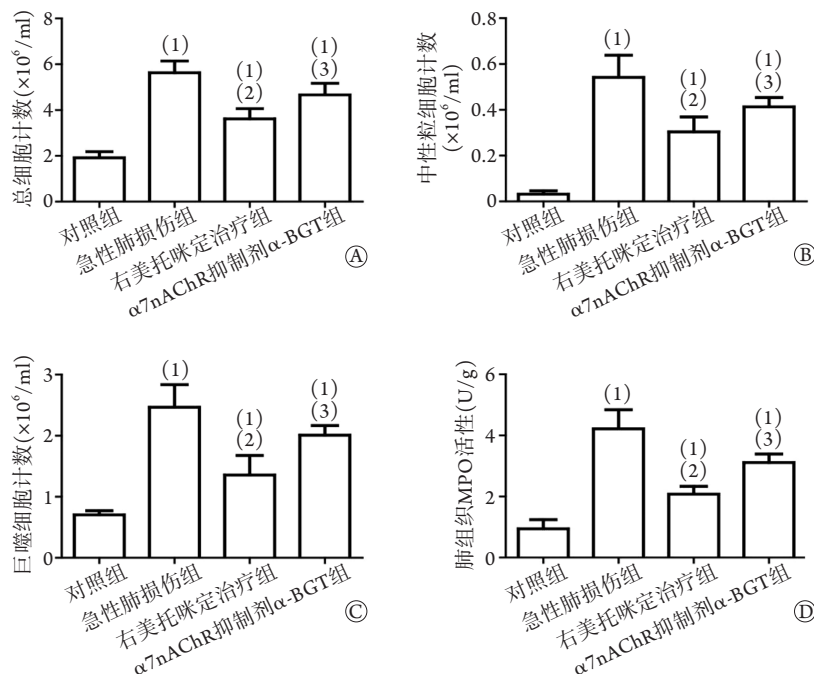 总细胞计数(×10⁶/ml)
8
6
4
2
0
(1)
(1)
(2)
(1)
(3)
对照组
急性肺损伤组
右美托咪定治疗组
α7nAChR抑制剂α-BGT组
Ⓐ
中性粒细胞计数
(×10⁶/ml)
0.8
0.6
0.4
0.2
0
(1)
(1)
(2)
(1)
(3)
对照组
急性肺损伤组
右美托咪定治疗组
α7nAChR抑制剂α-BGT组
Ⓑ
巨噬细胞计数(×10⁶/ml)
3
2
1
0
(1)
(1)
(2)
(1)
(3)
对照组
急性肺损伤组
右美托咪定治疗组
α7nAChR抑制剂α-BGT组
Ⓒ
肺组织MPO活性(U/g)
6
4
2
0
(1)
(1)
(2)
(1)
(3)
对照组
急性肺损伤组
右美托咪定治疗组
α7nAChR抑制剂α-BGT组
Ⓓ